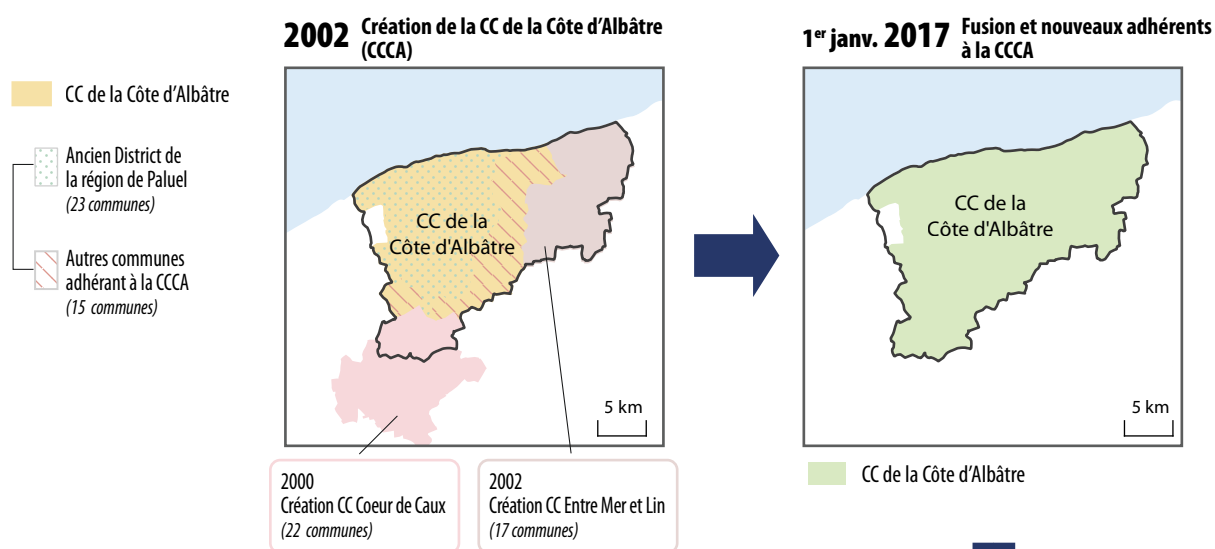 2002 Création de la CC de la Côte d'Albâtre
(CCCA)
CC de la Côte d'Albâtre
Ancien District de
la région de Paluel
(23 communes)
Autres communes
adhérant à la CCCA
(15 communes)
CC de la
Côte d'Albâtre
5 km
2000
Création CC Coeur de Caux
(22 communes)
2002
Création CC Entre Mer et Lin
(17 communes)
1er janv. 2017 Fusion et nouveaux adhérents
à la CCCA
CC de la
Côte d'Albâtre
5 km
CC de la Côte d'Albâtre